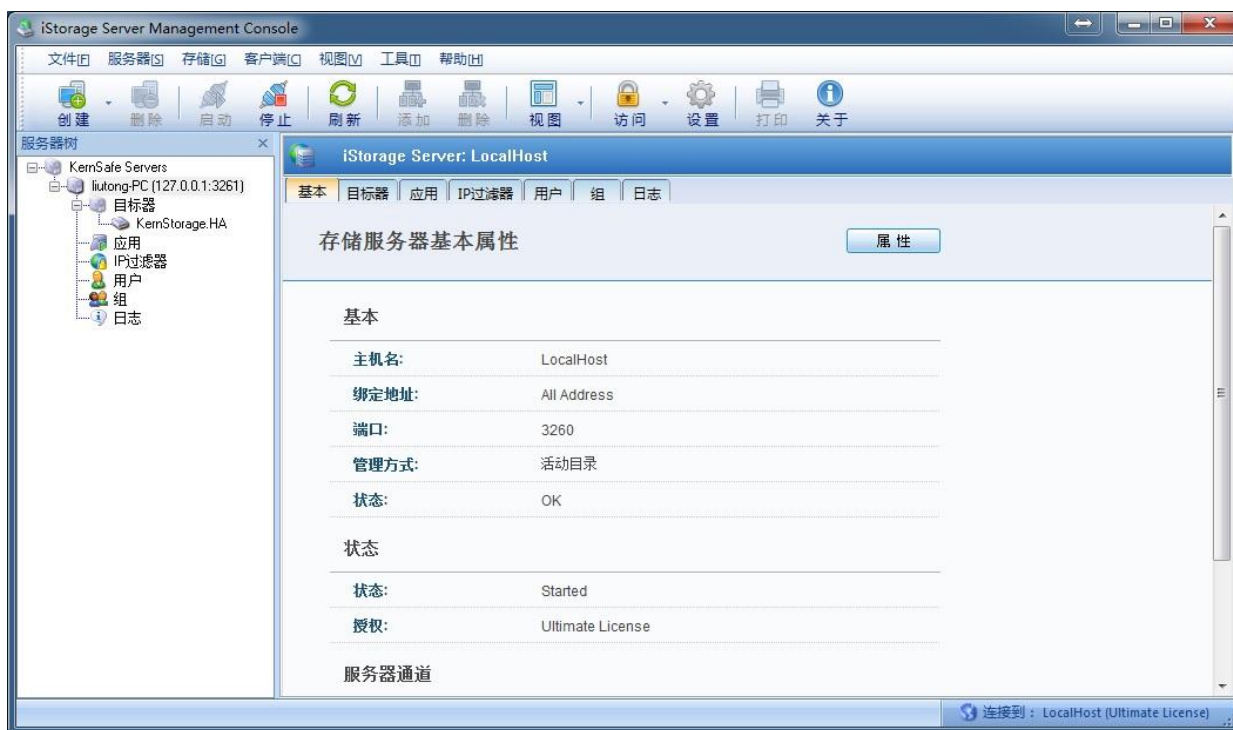 iStorage Server Management Console
文件[F] 服务器[S] 存储[G] 客户端[C] 视图[V] 工具[T] 帮助[H]
创建 删除 启动 停止 刷新 添加 删除 视图 访问 设置 打印 关于
服务器树
KernSafe Servers
liutong-PC (127.0.0.1:3261)
目标器
KernStorage.HA
应用
IP过滤器
用户
组
日志
iStorage Server: LocalHost
基本 目标器 应用 IP过滤器 用户 组 日志
存储服务器基本属性
属性
基本
主机名: LocalHost
绑定地址: All Address
端口: 3260
管理方式: 活动目录
状态: OK
状态
状态: Started
授权: Ultimate License
服务器通道
连接到: LocalHost (Ultimate License)